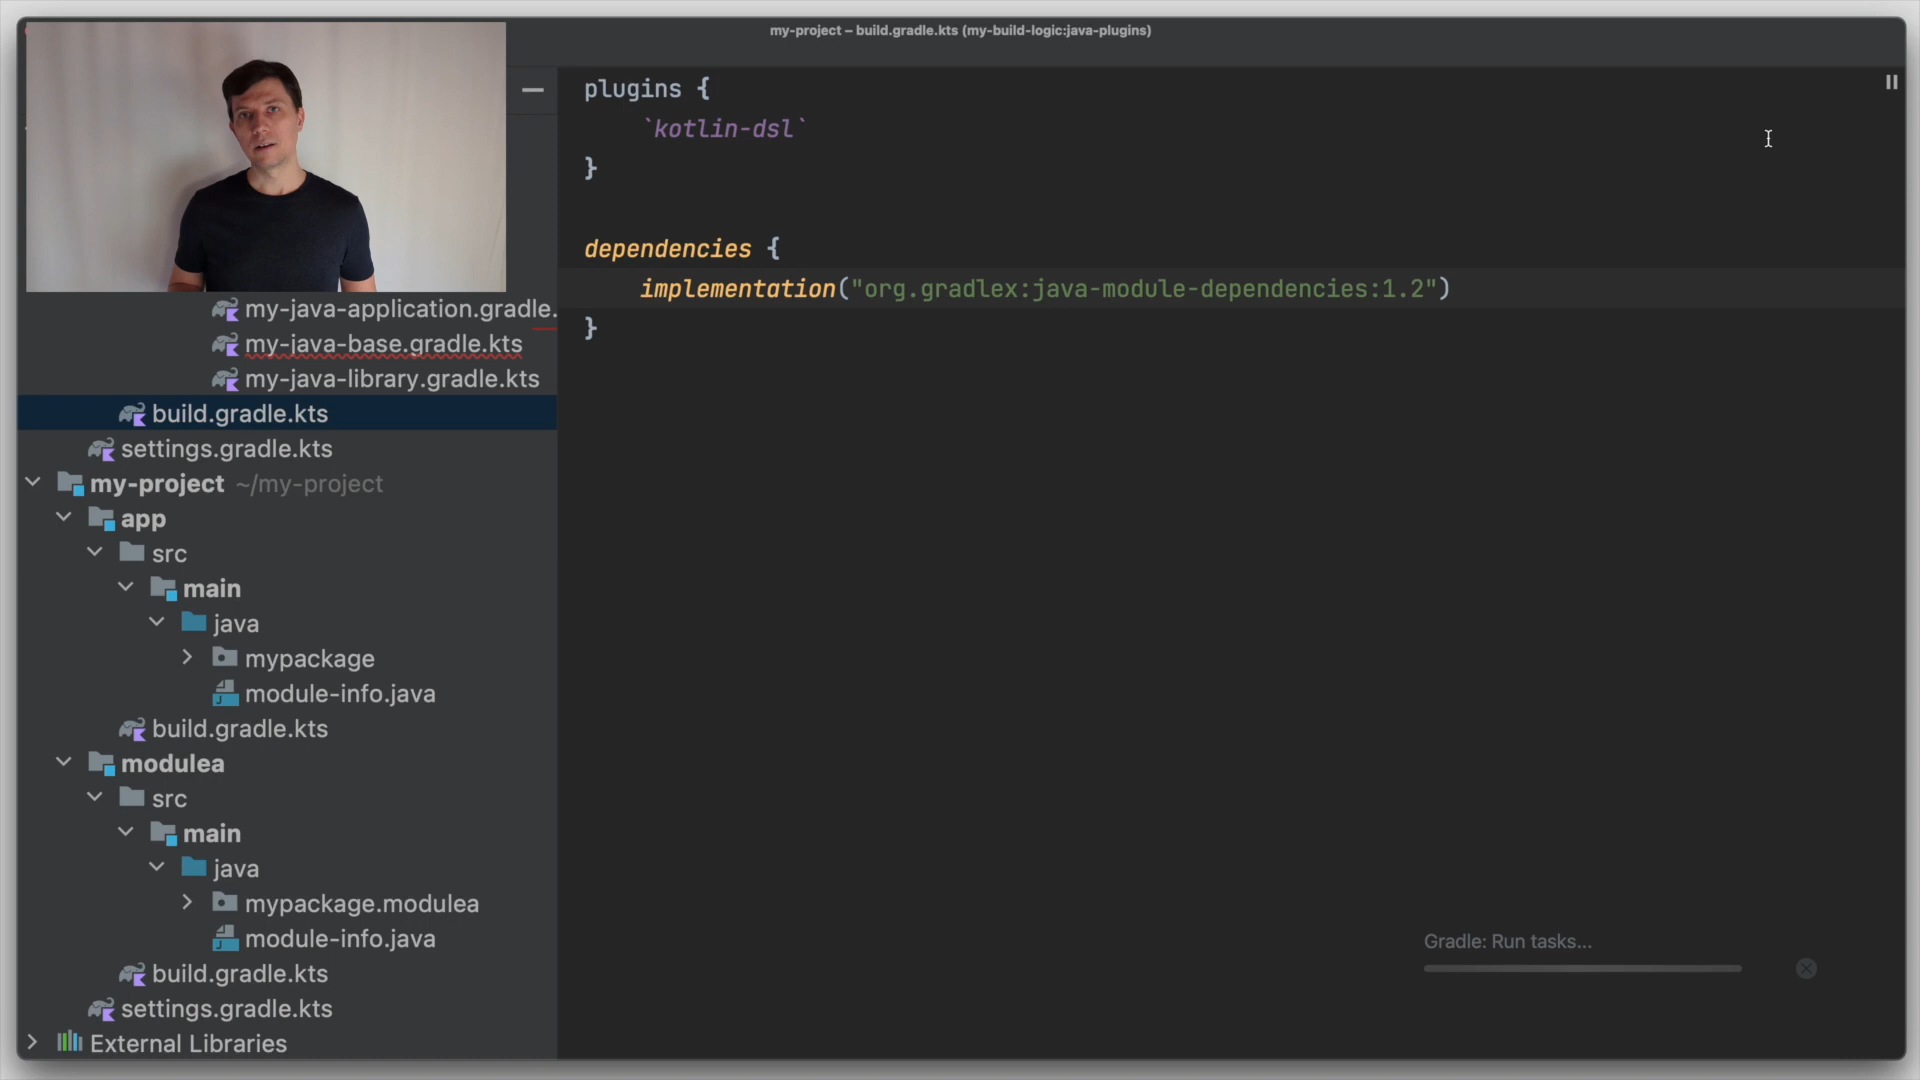 my-project – build.gradle.kts (my-build-logic:java-plugins)
plugins {
`kotlin-dsl`
}
dependencies {
implementation("org.gradlex:java-module-dependencies:1.2")
}
my-java-application.gradle.
my-java-base.gradle.kts
my-java-library.gradle.kts
build.gradle.kts
settings.gradle.kts
my-project ~/my-project
app
src
main
java
mypackage
module-info.java
build.gradle.kts
modulea
src
main
java
mypackage.modulea
module-info.java
build.gradle.kts
settings.gradle.kts
External Libraries
Gradle: Run tasks...